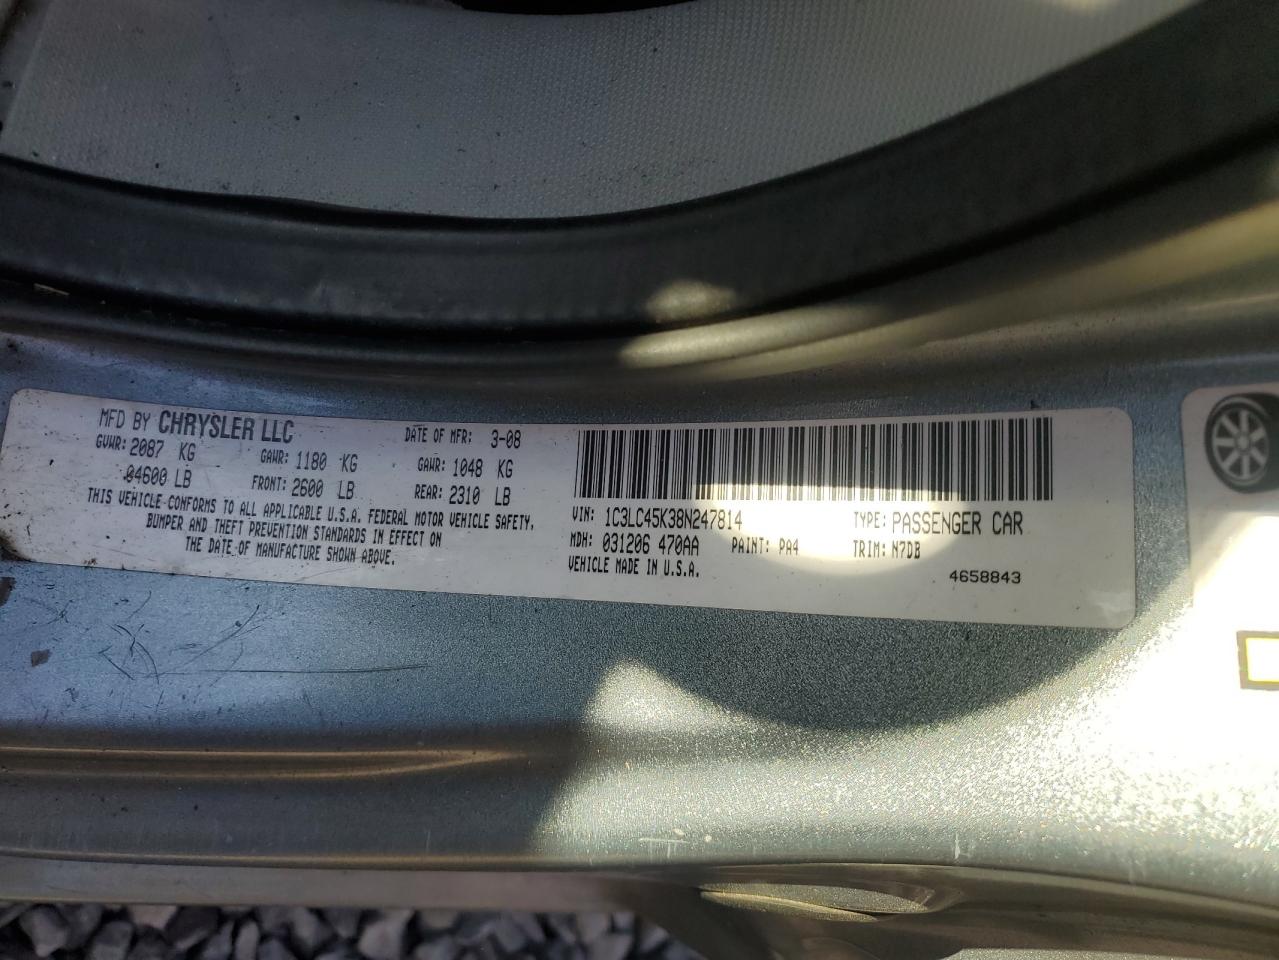 MFD BY CHRYSLER LLC DATE OF MFR: 3-08
GVWR: 2087 KG GAWR: 1180 KG GAWR: 1048 KG
04600 LB FRONT: 2600 LB REAR: 2310 LB
THIS VEHICLE CONFORMS TO ALL APPLICABLE U.S.A. FEDERAL MOTOR VEHICLE SAFETY,
BUMPER AND THEFT PREVENTION STANDARDS IN EFFECT ON
THE DATE OF MANUFACTURE SHOWN ABOVE.
VIN: 1C3LC45K38N247814 TYPE: PASSENGER CAR
MDH: 031206 470AA PAINT: PA4 TRIM: N7DB
VEHICLE MADE IN U.S.A.
4658843